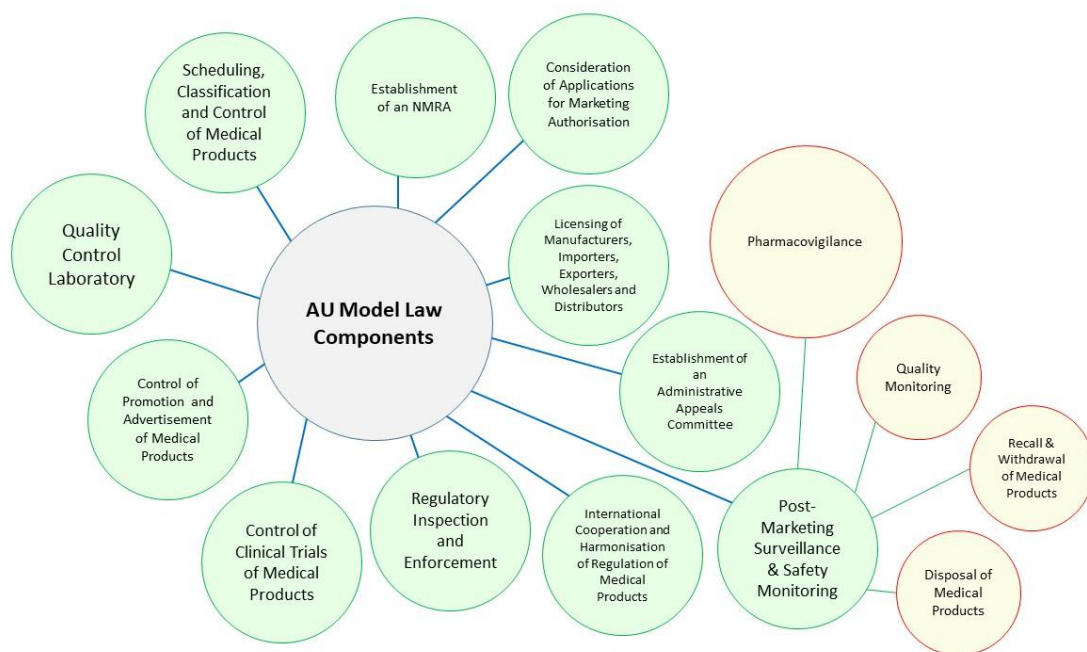 Scheduling,
Classification
and Control
of Medical
Products
Establishment
of an NMRA
Consideration
of Applications
for Marketing
Authorisation
Quality
Control
Laboratory
AU Model Law
Components
Licensing of
Manufacturers,
Importers,
Exporters,
Wholesalers and
Distributors
Pharmacovigilance
Control of
Promotion and
Advertisement
of Medical
Products
Establishment of
an
Administrative
Appeals
Committee
Quality
Monitoring
Recall &
Withdrawal
of Medical
Products
Control of
Clinical Trials
of Medical
Products
Regulatory
Inspection
and
Enforcement
International
Cooperation and
Harmonisation
of Regulation of
Medical
Products
Post-
Marketing
Surveillance
& Safety
Monitoring
Disposal of
Medical
Products